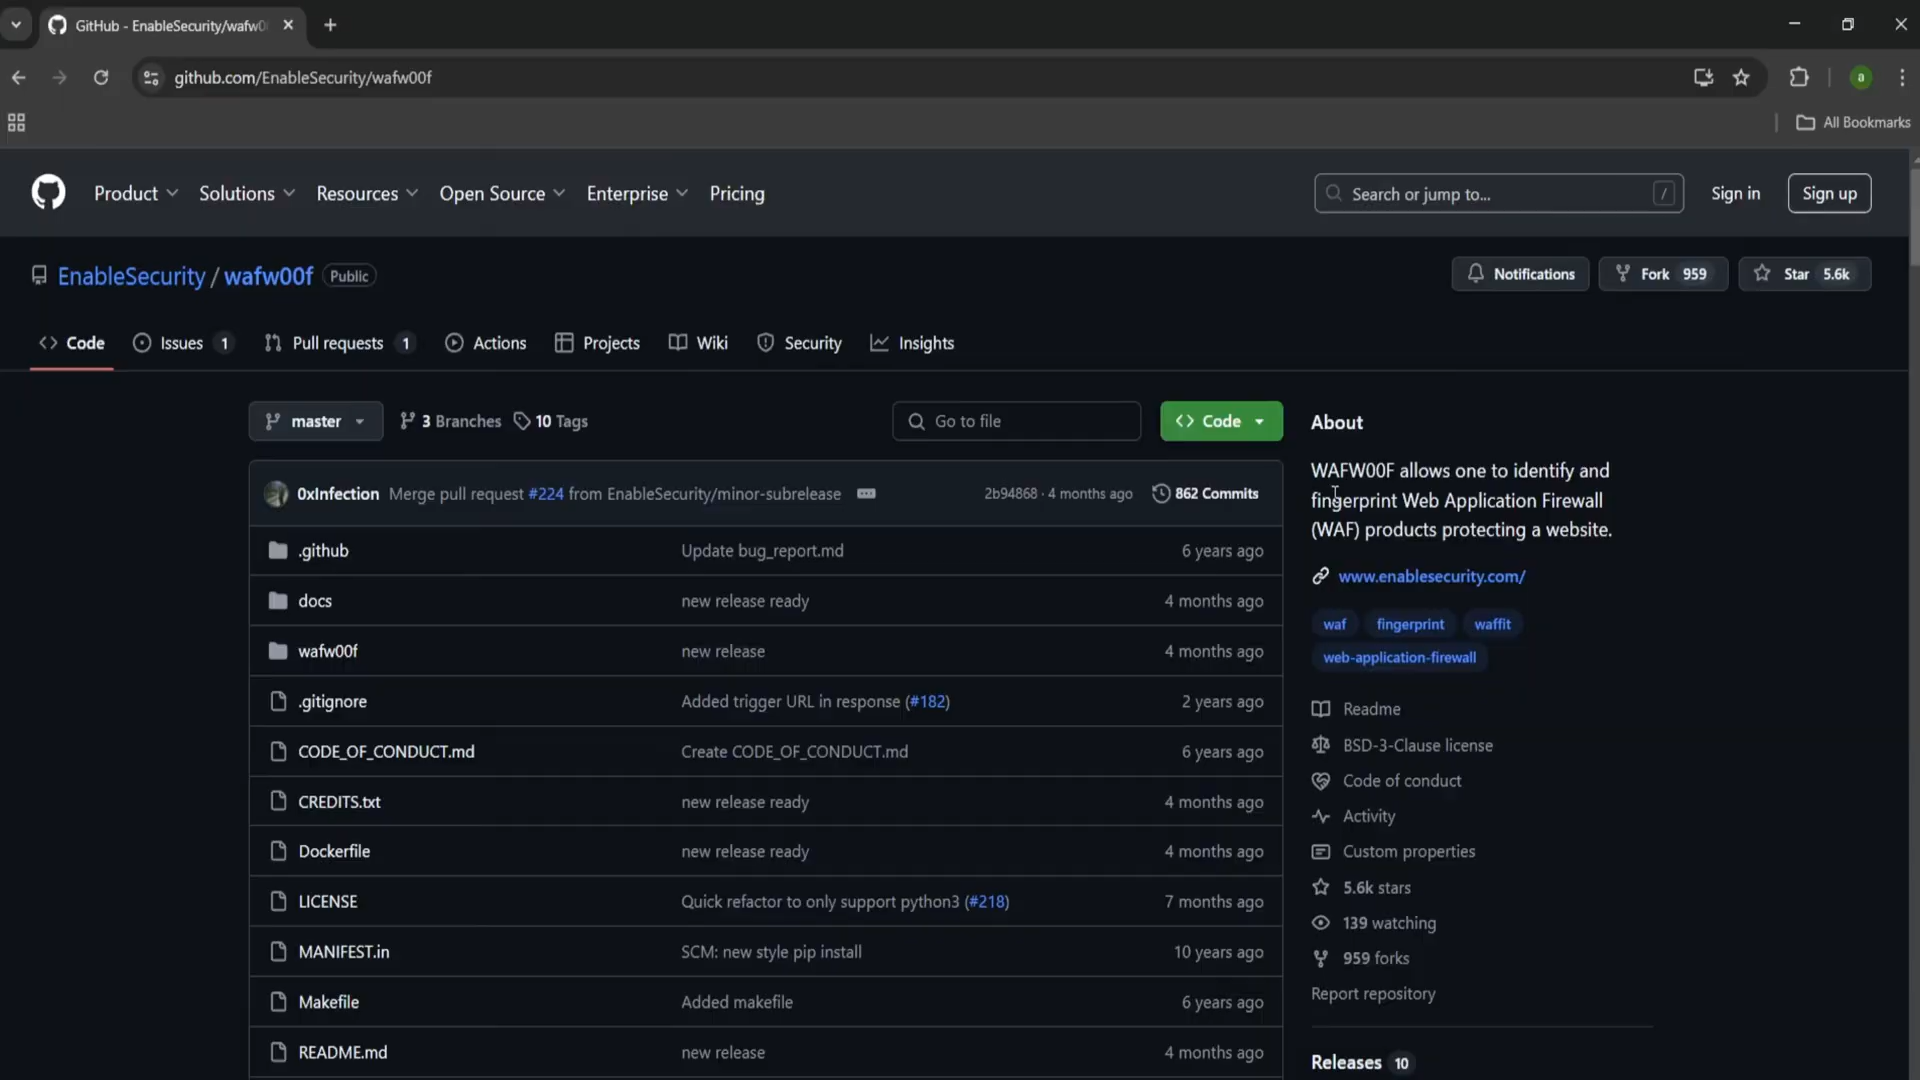 GitHub - EnableSecurity/wafw0
github.com/EnableSecurity/wafw00f
a
All Bookmarks
Product Solutions Resources Open Source Enterprise Pricing
Search or jump to... /
Sign in
Sign up
EnableSecurity / wafw00f Public
Notifications
Fork 959
Star 5.6k
Code Issues 1 Pull requests 1 Actions Projects Wiki Security Insights
master 3 Branches 10 Tags
Go to file
Code
0xInfection Merge pull request #224 from EnableSecurity/minor-subrelease 2b94868 · 4 months ago 862 Commits
.github Update bug_report.md 6 years ago
docs new release ready 4 months ago
wafw00f new release 4 months ago
.gitignore Added trigger URL in response (#182) 2 years ago
CODE_OF_CONDUCT.md Create CODE_OF_CONDUCT.md 6 years ago
CREDITS.txt new release ready 4 months ago
Dockerfile new release ready 4 months ago
LICENSE Quick refactor to only support python3 (#218) 7 months ago
MANIFEST.in SCM: new style pip install 10 years ago
Makefile Added makefile 6 years ago
README.md new release 4 months ago
About
WAFW00F allows one to identify and
fingerprint Web Application Firewall
(WAF) products protecting a website.
www.enablesecurity.com/
waf fingerprint waffit
web-application-firewall
Readme
BSD-3-Clause license
Code of conduct
Activity
Custom properties
5.6k stars
139 watching
959 forks
Report repository
Releases 10